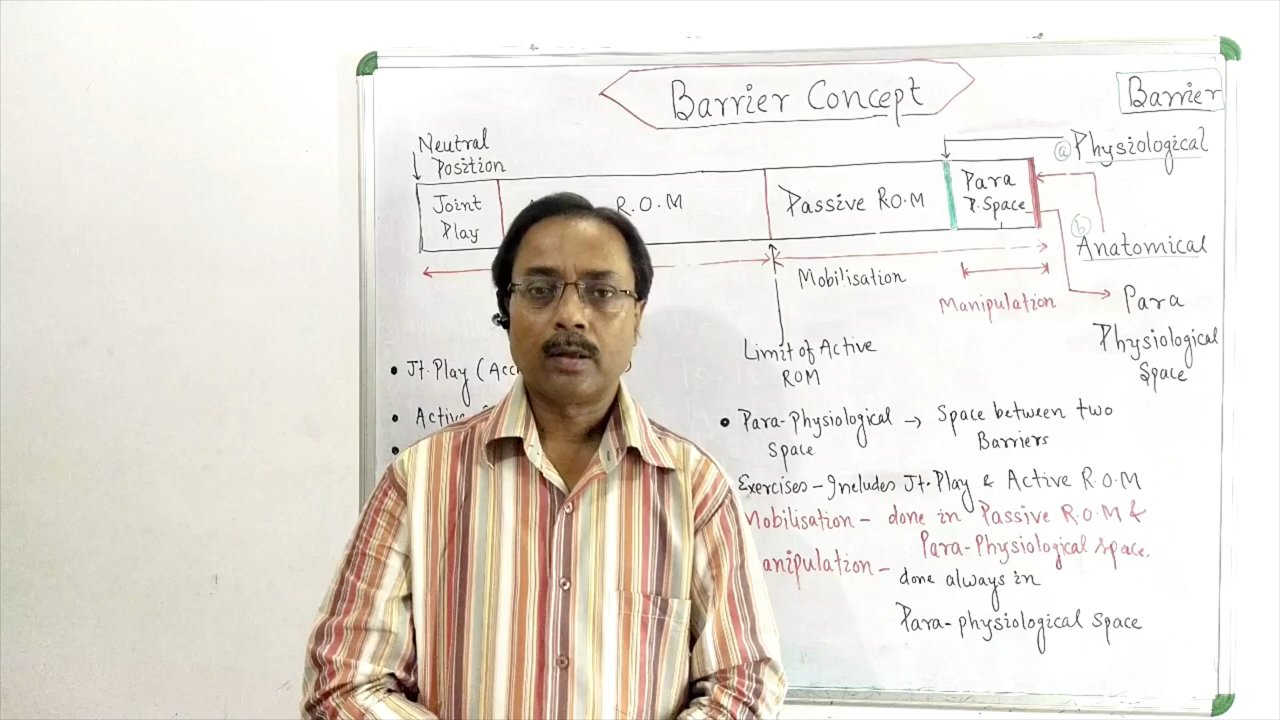 Barrier Concept
Barrier
Neutral
Position
ⓐ Physiological
Joint
Play
R.O.M
Passive R.O.M
Para
P. Space
ⓑ
Anatomical
Mobilisation
Manipulation
Para
Physiological
Space
Limit of Active
ROM
• Jt. Play (Acc
• Active
• Para-Physiological → Space between two
Space Barriers
Exercises - Includes Jt. Play & Active R.O.M
Mobilisation - done in Passive R.O.M &
Para-Physiological space.
anipulation - done always in
Para-physiological space